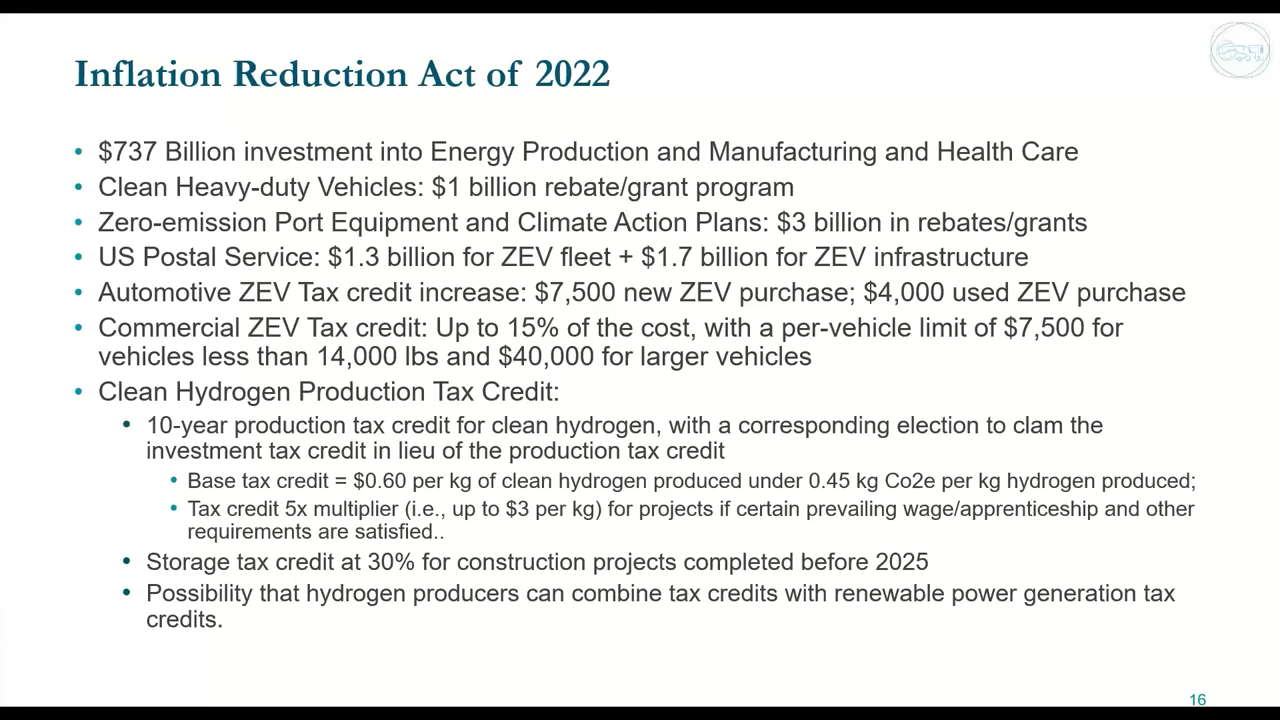 Inflation Reduction Act of 2022
• $737 Billion investment into Energy Production and Manufacturing and Health Care
• Clean Heavy-duty Vehicles: $1 billion rebate/grant program
• Zero-emission Port Equipment and Climate Action Plans: $3 billion in rebates/grants
• US Postal Service: $1.3 billion for ZEV fleet + $1.7 billion for ZEV infrastructure
• Automotive ZEV Tax credit increase: $7,500 new ZEV purchase; $4,000 used ZEV purchase
• Commercial ZEV Tax credit: Up to 15% of the cost, with a per-vehicle limit of $7,500 for
vehicles less than 14,000 lbs and $40,000 for larger vehicles
• Clean Hydrogen Production Tax Credit:
• 10-year production tax credit for clean hydrogen, with a corresponding election to clam the
investment tax credit in lieu of the production tax credit
• Base tax credit = $0.60 per kg of clean hydrogen produced under 0.45 kg Co2e per kg hydrogen produced;
• Tax credit 5x multiplier (i.e., up to $3 per kg) for projects if certain prevailing wage/apprenticeship and other
requirements are satisfied..
• Storage tax credit at 30% for construction projects completed before 2025
• Possibility that hydrogen producers can combine tax credits with renewable power generation tax
credits.
16